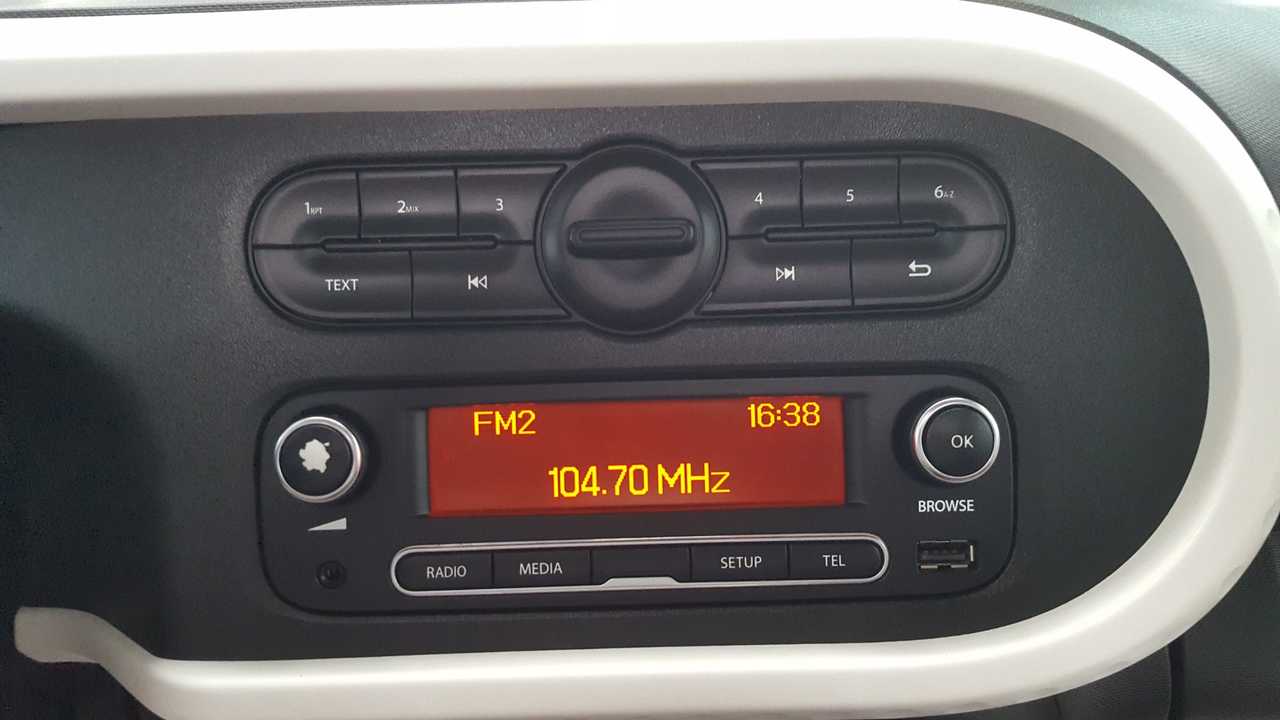 1RPT 2MIX 3 4 5 6A-Z
TEXT
FM2 16:38
104.70 MHz
OK
BROWSE
RADIO MEDIA SETUP TEL